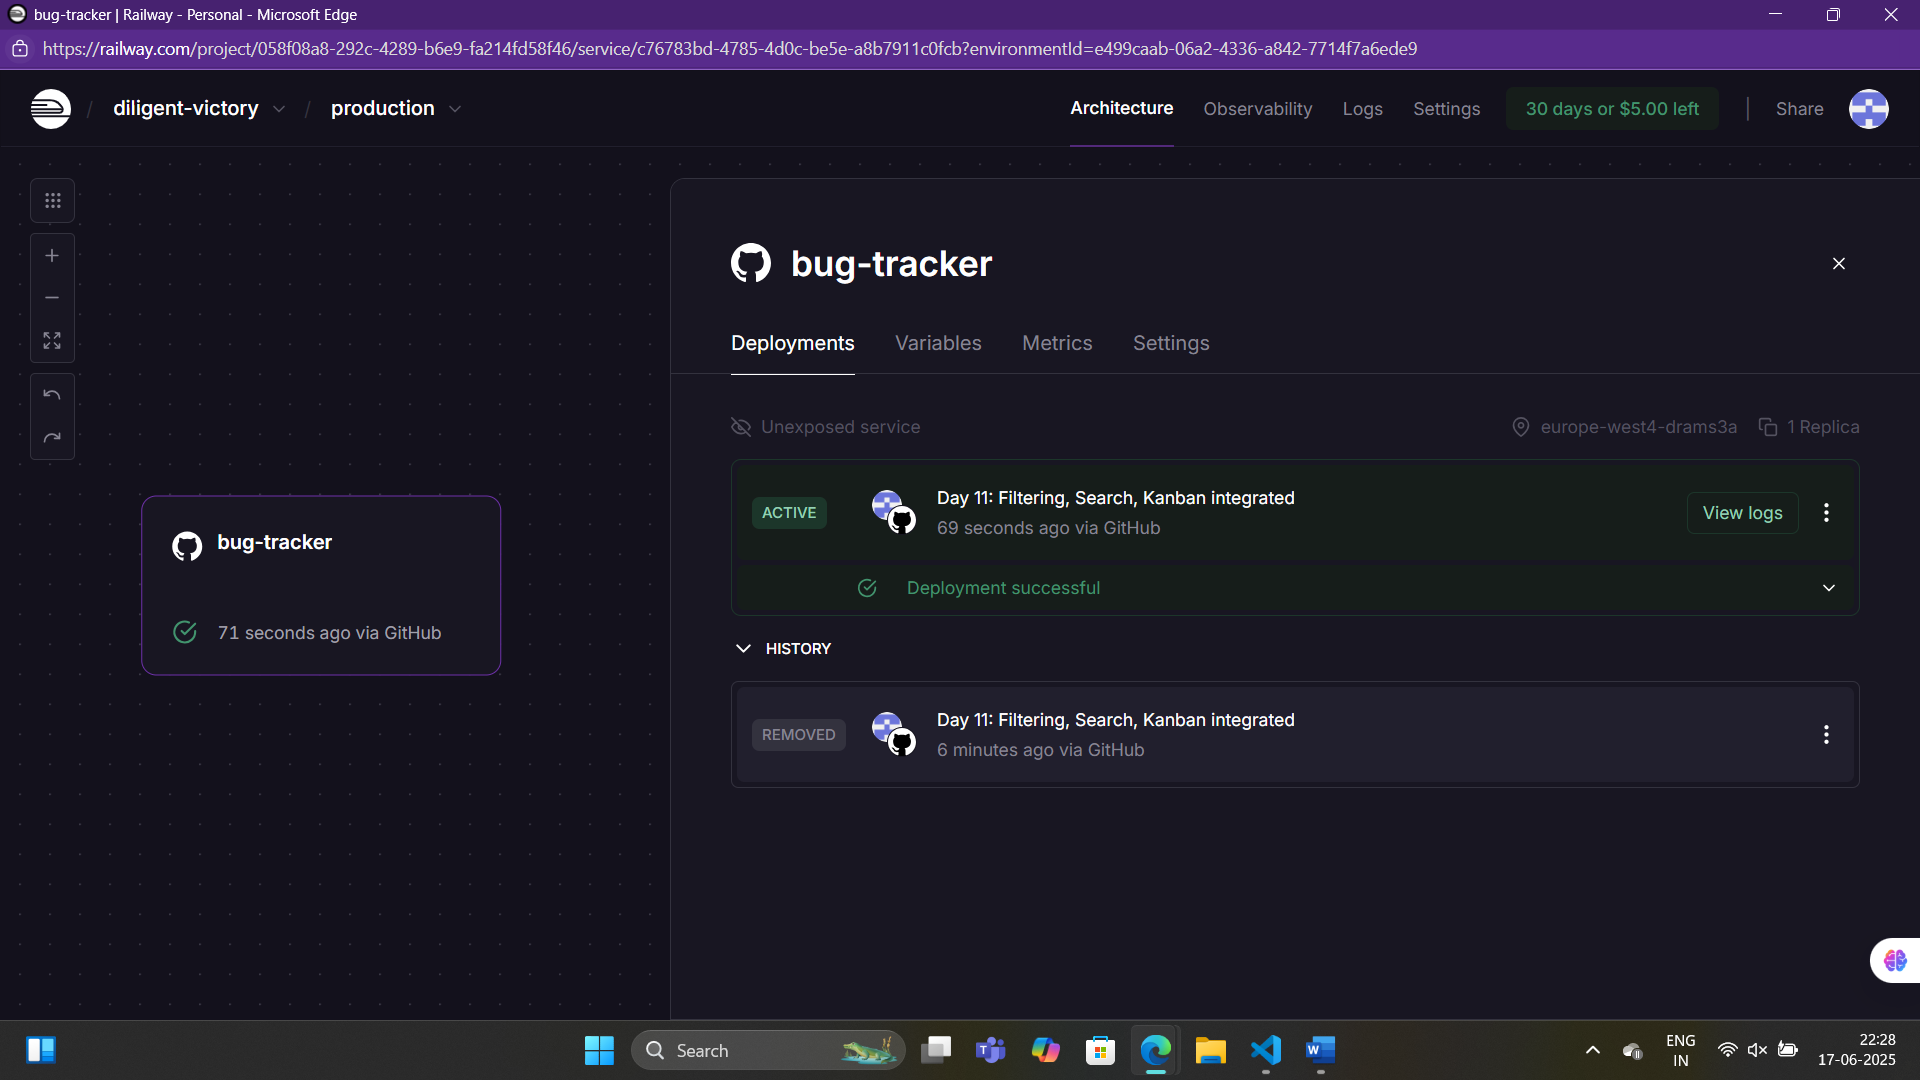 bug-tracker | Railway - Personal - Microsoft Edge
https://railway.com/project/058f08a8-292c-4289-b6e9-fa214fd58f46/service/c76783bd-4785-4d0c-be5e-a8b7911c0fcb?environmentId=e499caab-06a2-4336-a842-7714f7a6ede9
/ diligent-victory / production
Architecture Observability Logs Settings 30 days or $5.00 left Share
bug-tracker
71 seconds ago via GitHub
bug-tracker
Deployments Variables Metrics Settings
Unexposed service europe-west4-drams3a 1 Replica
ACTIVE Day 11: Filtering, Search, Kanban integrated View logs
69 seconds ago via GitHub
Deployment successful
HISTORY
REMOVED Day 11: Filtering, Search, Kanban integrated
6 minutes ago via GitHub
Search
ENG
IN
22:28
17-06-2025